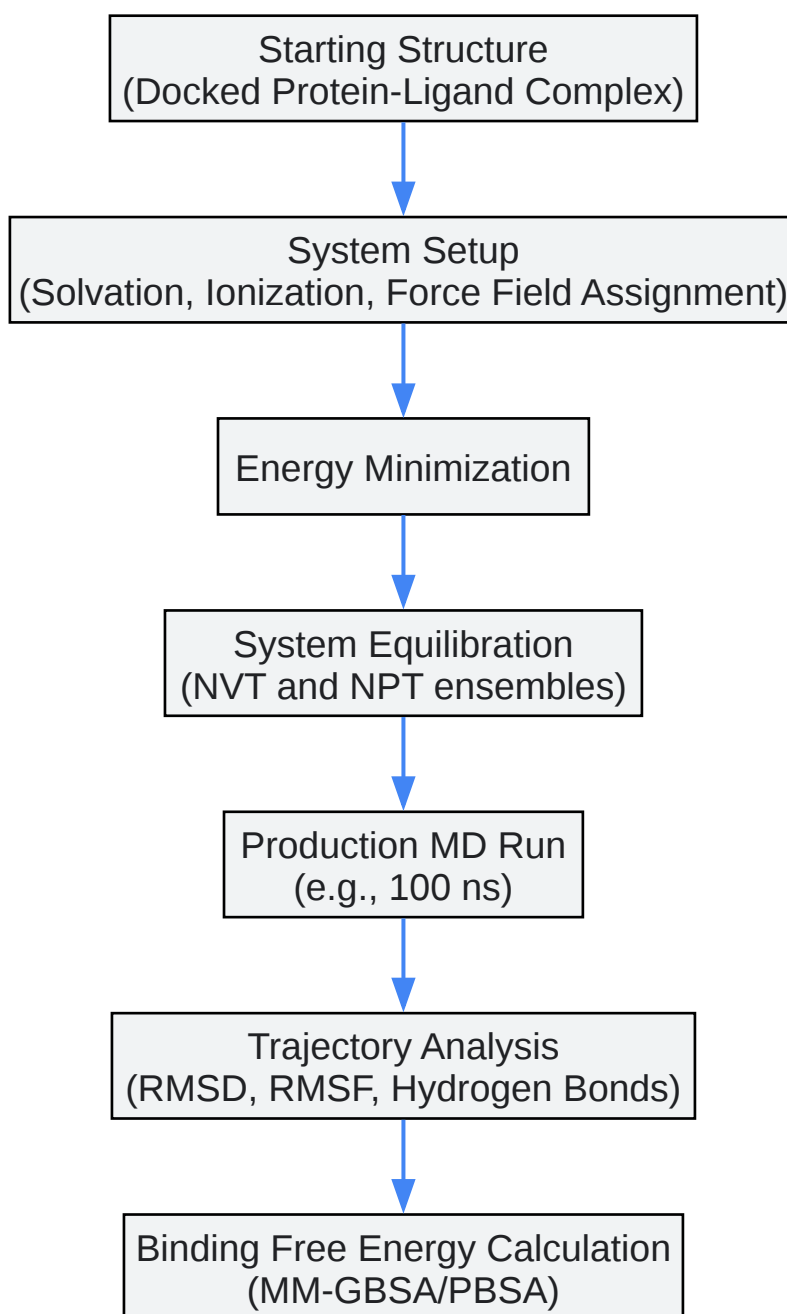 Starting Structure
(Docked Protein-Ligand Complex)
System Setup
(Solvation, Ionization, Force Field Assignment)
Energy Minimization
System Equilibration
(NVT and NPT ensembles)
Production MD Run
(e.g., 100 ns)
Trajectory Analysis
(RMSD, RMSF, Hydrogen Bonds)
Binding Free Energy Calculation
(MM-GBSA/PBSA)